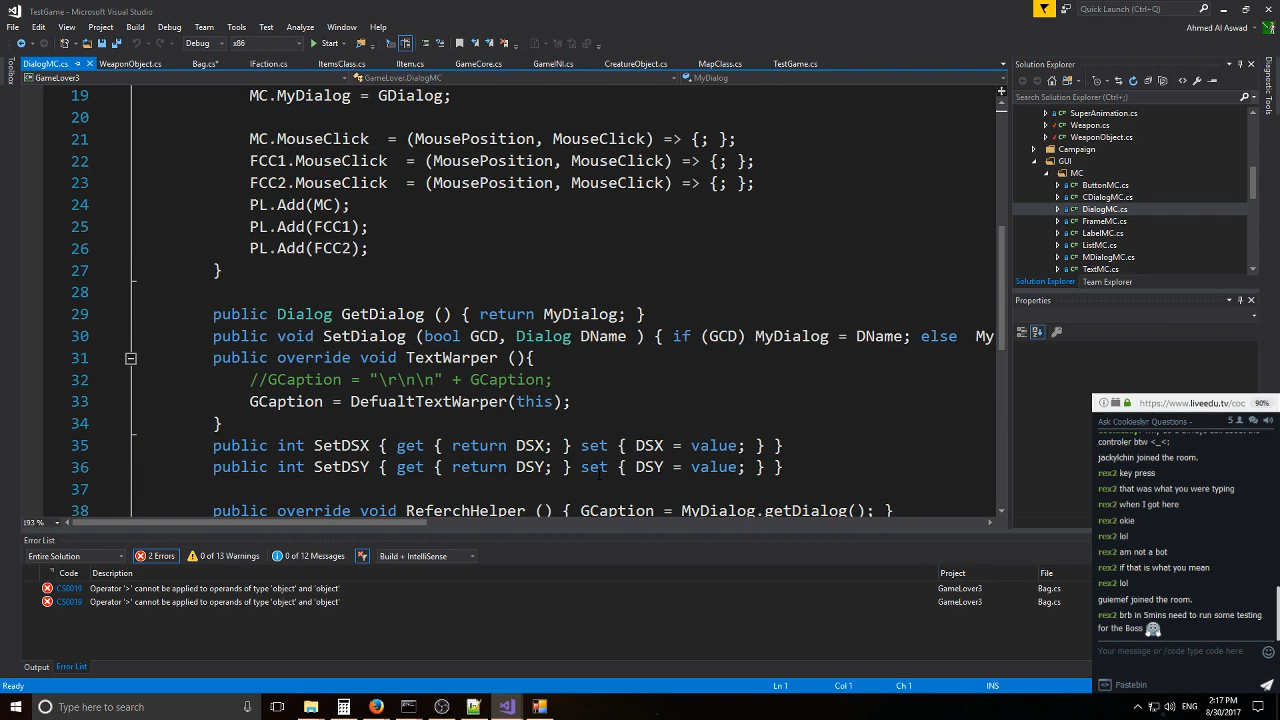 TestGame - Microsoft Visual Studio
Quick Launch (Ctrl+;)
File Edit View Project Build Debug Team Tools Test Analyze Window Help
Ahmed Al Aswad
Debug x86 Start
DialogMC.cs WeaponObject.cs Bag.cs* IFaction.cs ItemsClass.cs IItem.cs GameCore.cs GameINI.cs CreatureObject.cs MapClass.cs TestGame.cs
GameLover3 GameLover.DialogMC MyDialog
Toolbox
19 MC.MyDialog = GDialog;
20
21 MC.MouseClick = (MousePosition, MouseClick) => {; };
22 FCC1.MouseClick = (MousePosition, MouseClick) => {; };
23 FCC2.MouseClick = (MousePosition, MouseClick) => {; };
24 PL.Add(MC);
25 PL.Add(FCC1);
26 PL.Add(FCC2);
27 }
28
29 public Dialog GetDialog () { return MyDialog; }
30 public void SetDialog (bool GCD, Dialog DName ) { if (GCD) MyDialog = DName; else My
31 public override void TextWarper (){
32 //GCaption = "\r\n\n" + GCaption;
33 GCaption = DefualtTextWarper(this);
34 }
35 public int SetDSX { get { return DSX; } set { DSX = value; } }
36 public int SetDSY { get { return DSY; } set { DSY = value; } }
37
38 public override void ReferchHelper () { GCaption = MyDialog.getDialog(); }
193 %
Solution Explorer
Search Solution Explorer (Ctrl+;)
SuperAnimation.cs
Weapon.cs
WeaponObject.cs
Campaign
GUI
MC
ButtonMC.cs
CDialogMC.cs
DialogMC.cs
FrameMC.cs
LabelMC.cs
ListMC.cs
MDialogMC.cs
TextMC.cs
Solution Explorer Team Explorer
Properties
Diagnostic Tools
Error List
Entire Solution 2 Errors 0 of 13 Warnings 0 of 12 Messages Build + IntelliSense
Code Description Project File
CS0019 Operator '>' cannot be applied to operands of type 'object' and 'object' GameLover3 Bag.cs
CS0019 Operator '>' cannot be applied to operands of type 'object' and 'object' GameLover3 Bag.cs
Output Error List
Ready Ln 1 Col 1 Ch 1 INS
https://www.liveedu.tv/coc 90%
Ask Cookieslyr Questions - 5
controler btw <_<;
jackylchin joined the room.
rex2 key press
rex2 that was what you were typing
rex2 when I got here
rex2 okie
rex2 lol
rex2 am not a bot
rex2 if that is what you mean
rex2 lol
guiemef joined the room.
rex2 brb in 5mins need to run some testing
for the Boss
Your message or /code type code here
Pastebin
Type here to search
ENG
2:17 PM
8/30/2017